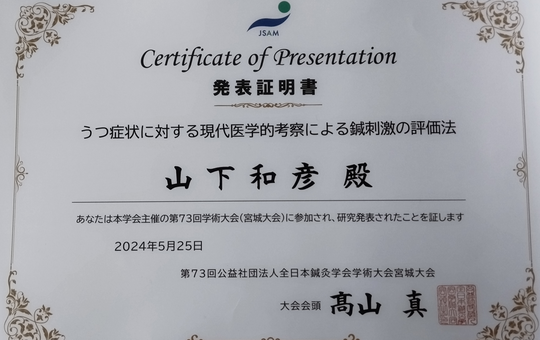 JSAM
Certificate of Presentation
発表証明書
うつ症状に対する現代医学的考察による鍼刺激の評価法
山下和彦 殿
あなたは本学会主催の第73回学術大会(宮城大会)に参加され、研究発表されたことを証します
2024年5月25日
第73回公益社団法人全日本鍼灸学会学術大会宮城大会
大会会頭 髙山 真